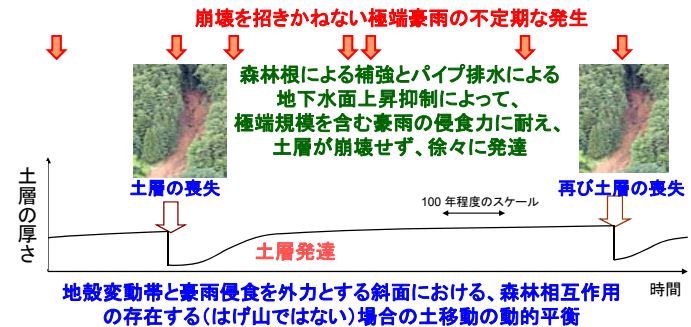 崩壊を招きかねない極端豪雨の不定期な発生
森林根による補強とパイプ排水による
地下水面上昇抑制によって、
極端規模を含む豪雨の侵食力に耐え、
土層が崩壊せず、徐々に発達
土層の喪失
再び土層の喪失
100 年程度のスケール
土層の厚さ
土層発達
時間
地殻変動帯と豪雨侵食を外力とする斜面における、森林相互作用
の存在する（はげ山ではない）場合の土移動の動的平衡